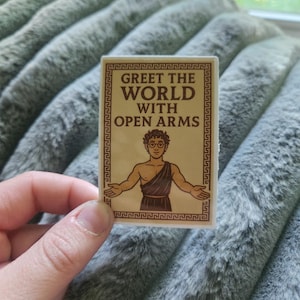 GREET THE
WORLD
WITH
OPEN ARMS